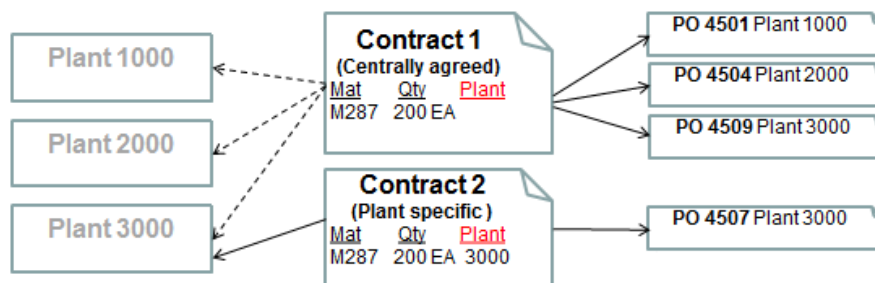 Plant 1000
Plant 2000
Plant 3000
Contract 1
(Centrally agreed)
Mat Qty Plant
M287 200 EA
Contract 2
(Plant specific )
Mat Qty Plant
M287 200 EA 3000
PO 4501 Plant 1000
PO 4504 Plant 2000
PO 4509 Plant 3000
PO 4507 Plant 3000